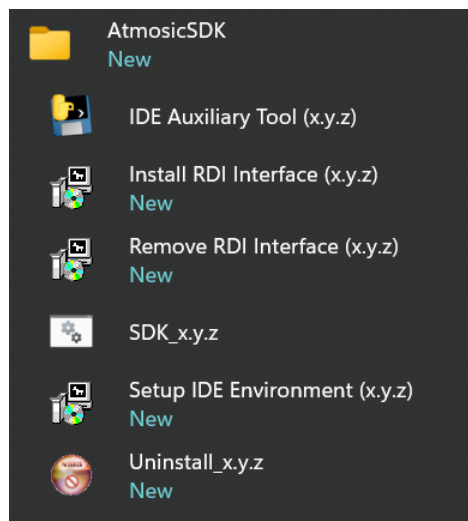 AtmosicSDK
New
IDE Auxiliary Tool (x.y.z)
Install RDI Interface (x.y.z)
New
Remove RDI Interface (x.y.z)
New
SDK_x.y.z
Setup IDE Environment (x.y.z)
New
Uninstall_x.y.z
New